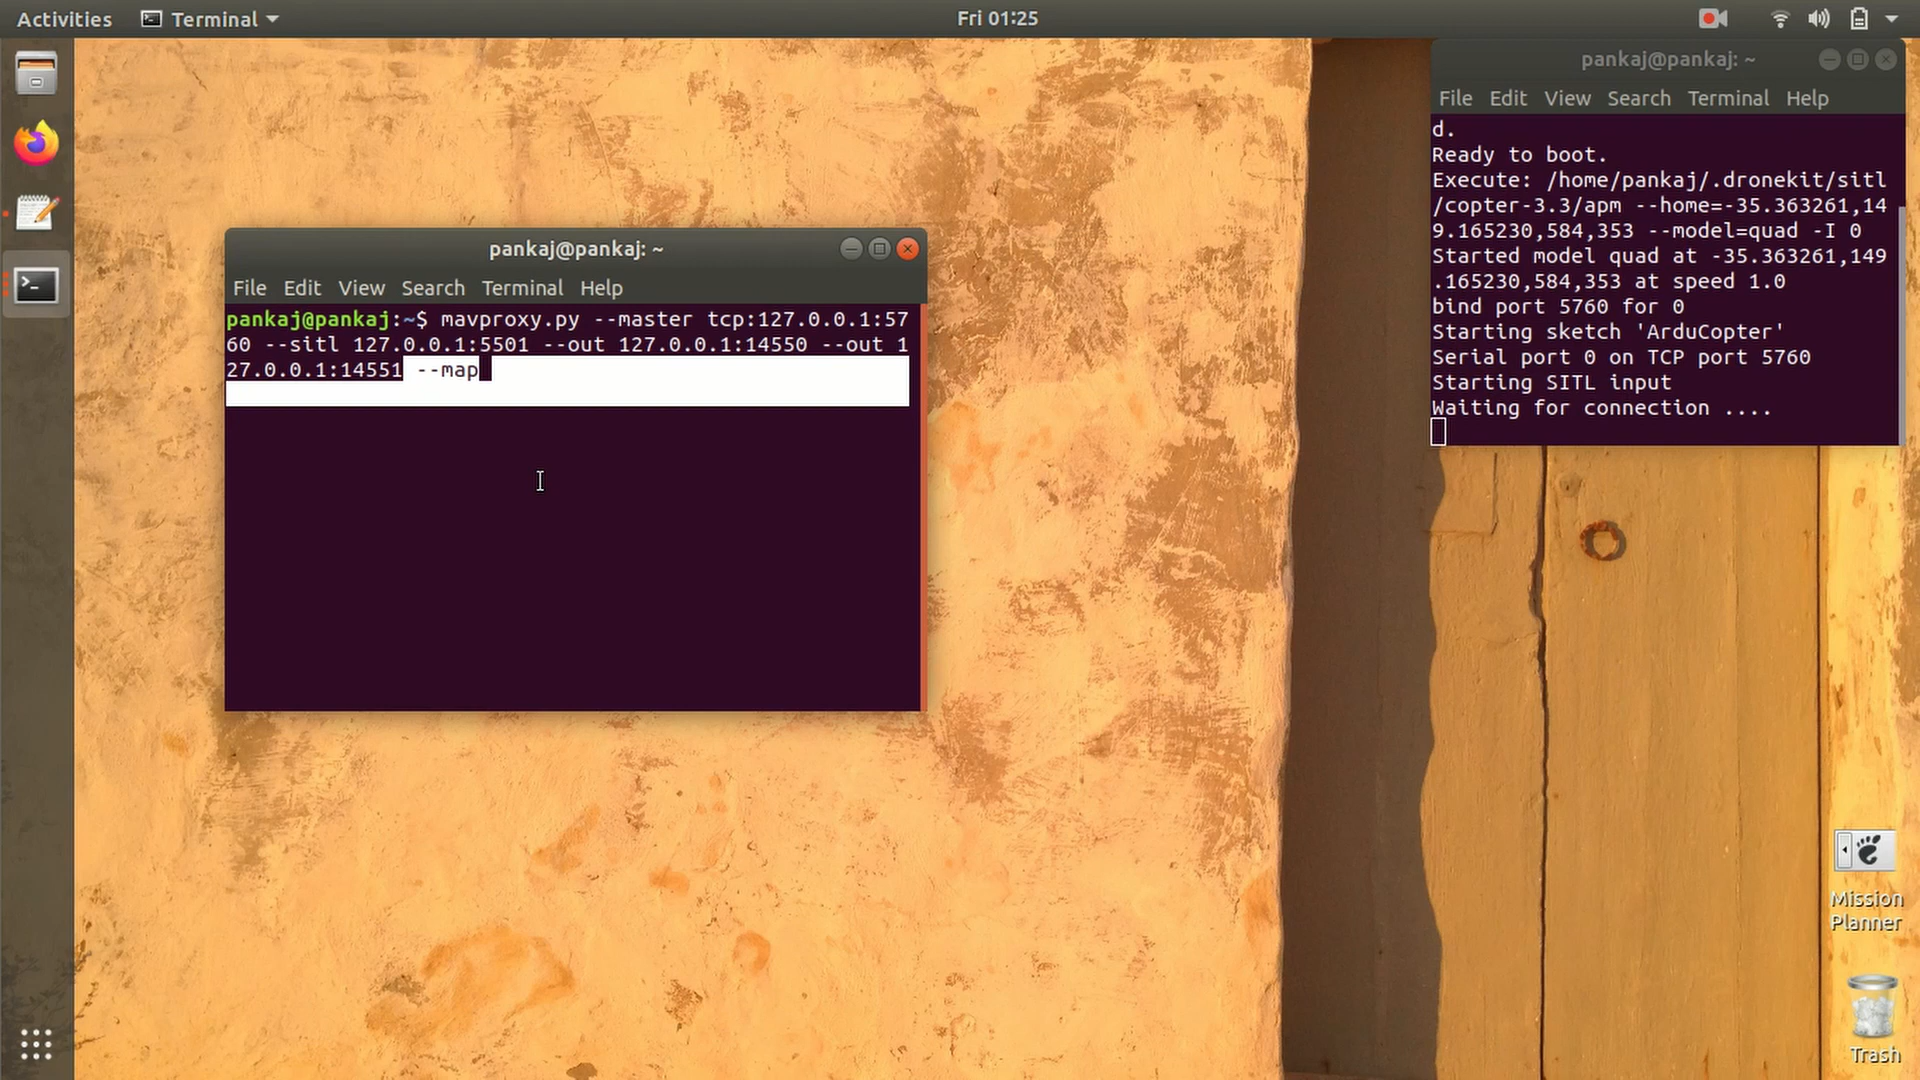 Activities
Terminal
Fri 01:25
pankaj@pankaj: ~
File Edit View Search Terminal Help
d.
Ready to boot.
Execute: /home/pankaj/.dronekit/sitl
/copter-3.3/apm --home=-35.363261,14
9.165230,584,353 --model=quad -I 0
Started model quad at -35.363261,149
.165230,584,353 at speed 1.0
bind port 5760 for 0
Starting sketch 'ArduCopter'
Serial port 0 on TCP port 5760
Starting SITL input
Waiting for connection ....
pankaj@pankaj: ~
File Edit View Search Terminal Help
pankaj@pankaj:~$ mavproxy.py --master tcp:127.0.0.1:57
60 --sitl 127.0.0.1:5501 --out 127.0.0.1:14550 --out 1
27.0.0.1:14551 --map
Mission
Planner
Trash